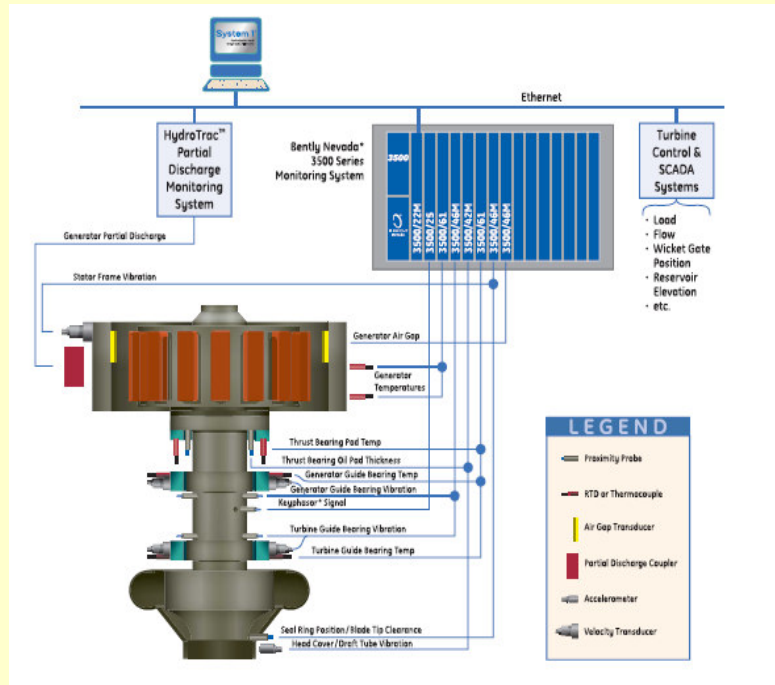 System 1*
Ethernet
HydroTrac™
Partial
Discharge
Monitoring
System
Bently Nevada*
3500 Series
Monitoring System
3500
3500/22M
3500/25
3500/61
3500/46M
3500/42M
3500/61
3500/46M
3500/46M
Turbine
Control &
SCADA
Systems
· Load
· Flow
· Wicket Gate
Position
· Reservoir
Elevation
· etc.
Generator Partial Discharge
Stator Frame Vibration
Generator Air Gap
Generator
Temperatures
Thrust Bearing Pad Temp
Thrust Bearing Oil Pad Thickness
Generator Guide Bearing Temp
Generator Guide Bearing Vibration
Keyphasor* Signal
Turbine Guide Bearing Vibration
Turbine Guide Bearing Temp
Seal Ring Position/Blade Tip Clearance
Head Cover/Draft Tube Vibration
LEGEND
Proximity Probe
RTD or Thermocouple
Air Gap Transducer
Partial Discharge Coupler
Accelerometer
Velocity Transducer